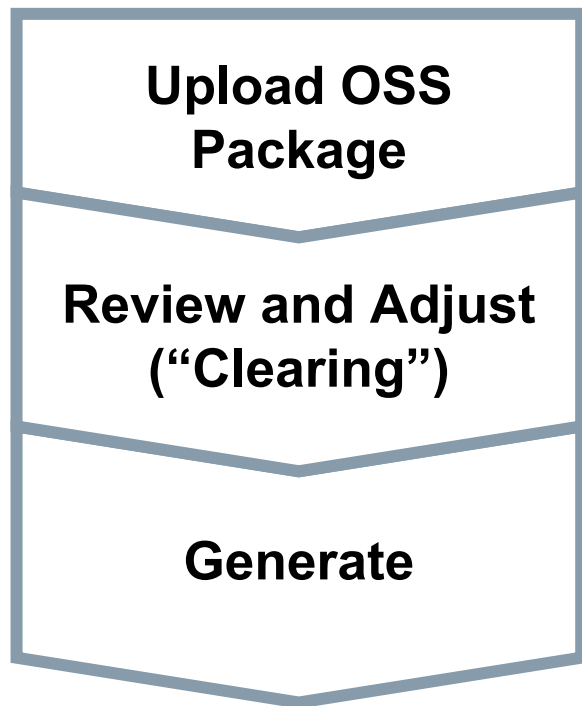 Upload OSS
Package
Review and Adjust
(“Clearing”)
Generate